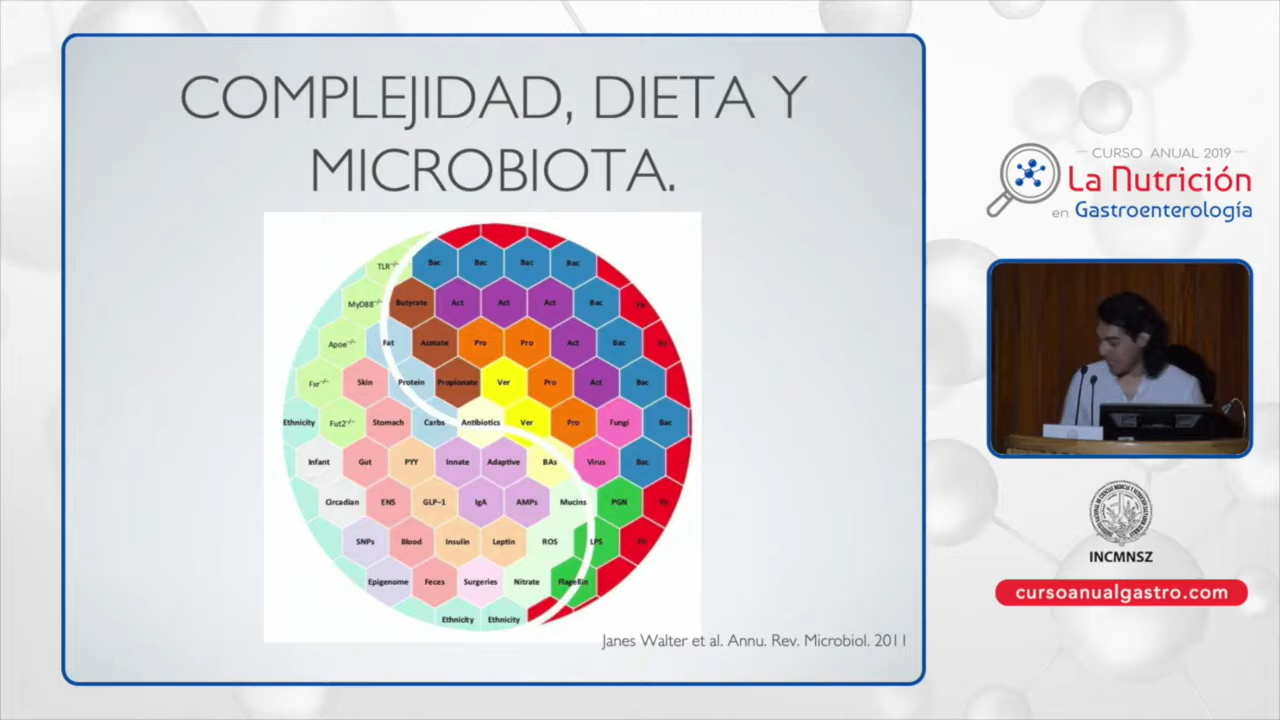 COMPLEJIDAD, DIETA Y
MICROBIOTA.
TLR-/- Bac Bac Bac Bac
MyD88-/- Butyrate Act Act Act Bac Fir
Apoe-/- Fat Acetate Pro Pro Act Bac Fir
Fxr-/- Skin Protein Propionate Ver Pro Act Bac
Ethnicity Fut2-/- Stomach Carbs Antibiotics Ver Pro Fungi Bac
Infant Gut PYY Innate Adaptive BAs Virus Bac
Circadian ENS GLP-1 IgA AMPs Mucins PGN Fir
SNPs Blood Insulin Leptin ROS LPS Fir
Epigenome Feces Surgeries Nitrate Flagellin
Ethnicity Ethnicity
Janes Walter et al. Annu. Rev. Microbiol. 2011
CURSO ANUAL 2019
La Nutrición
en Gastroenterología
INCMNSZ
cursoanualgastro.com